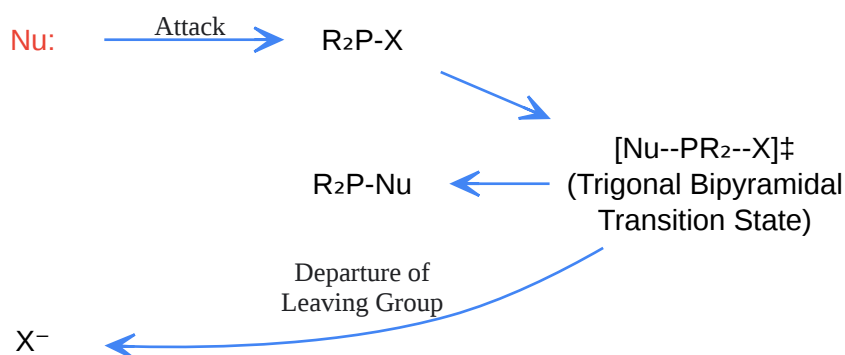 Nu:
Attack
R₂P-X
[Nu--PR₂--X]‡
(Trigonal Bipyramidal
Transition State)
R₂P-Nu
Departure of
Leaving Group
X⁻